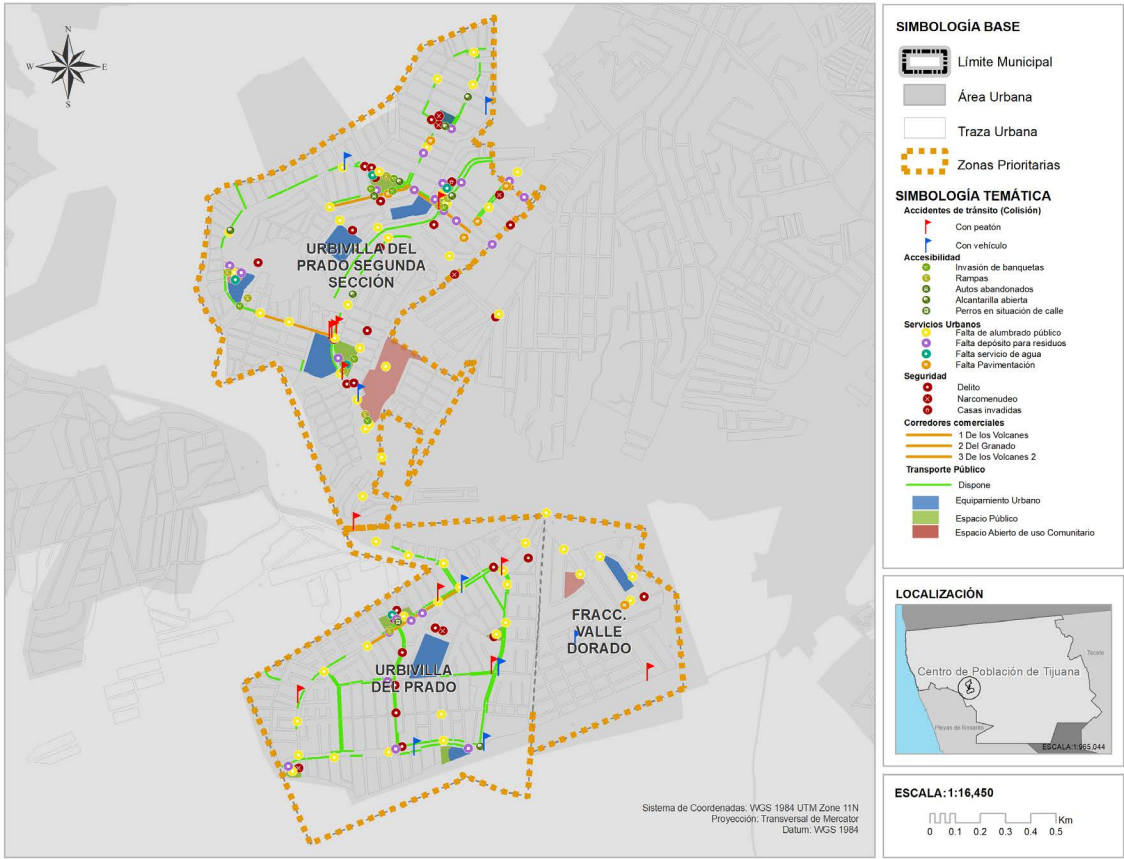 N
W
E
S
URBIVILLA DEL
PRADO SEGUNDA
SECCIÓN
FRACC.
VALLE
DORADO
URBIVILLA
DEL PRADO
Sistema de Coordenadas: WGS 1984 UTM Zone 11N
Proyección: Transversal de Mercator
Datum: WGS 1984
SIMBOLOGÍA BASE
Límite Municipal
Área Urbana
Traza Urbana
Zonas Prioritarias
SIMBOLOGÍA TEMÁTICA
Accidentes de tránsito (Colisión)
Con peatón
Con vehículo
Accesibilidad
Invasión de banquetas
Rampas
Autos abandonados
Alcantarilla abierta
Perros en situación de calle
Servicios Urbanos
Falta de alumbrado público
Falta depósito para residuos
Falta servicio de agua
Falta Pavimentación
Seguridad
Delito
Narcomenudeo
Casas invadidas
Corredores comerciales
1 De los Volcanes
2 Del Granado
3 De los Volcanes 2
Transporte Público
Dispone
Equipamiento Urbano
Espacio Público
Espacio Abierto de uso Comunitario
LOCALIZACIÓN
Tecate
Centro de Población de Tijuana
Playas de Rosarito
ESCALA:1:965,044
ESCALA: 1:16,450
Km
0 0.1 0.2 0.3 0.4 0.5